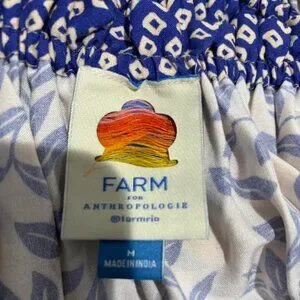 FARM
FOR
ANTHROPOLOGIE
@farmrio
M
MADE IN INDIA